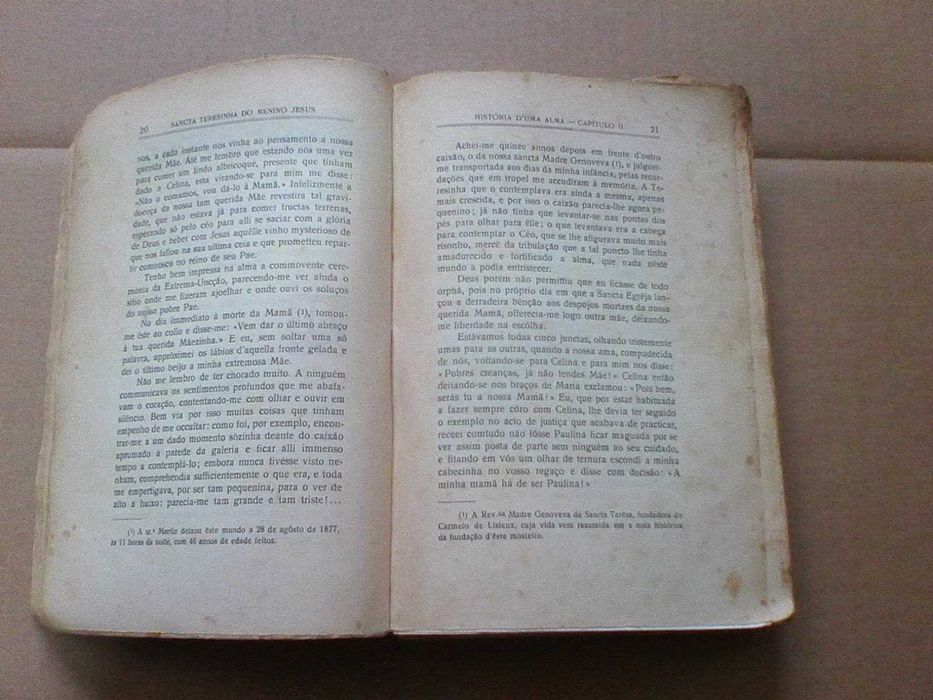 20 SANCTA TERESINHA DO MENINO JESUS
nos, a cada instante nos vinha ao pensamento a nossa
querida Mãe. Até me lembro que estando nós uma vez
para comer um lindo albricoque, presente que tinham
dado a Celina, esta virando-se para mim me disse:
«Não o comamos, vou dá-lo à Mamã.» Infelizmente a
doença da nossa tam querida Mãe revestira tal gravi-
dade, que não estava já para comer fructas terrenas,
esperando só pelo céo para alli se saciar com a glória
de Deus e beber com Jesus aquêlle vinho mysterioso de
que nos fallou na sua ultima ceia e que prometteu repar-
tir comnosco no reino de seu Pae.
Tenho bem impressa na alma a commovente cere-
mónia da Extrema-Uncção, parecendo-me ver ainda o
sítio onde me fizeram ajoelhar e onde ouvi os soluços
do nosso pobre Pae.
No dia immediato à morte da Mamã (¹), tomou-
me êste ao collo e disse-me: «Vem dar o último abraço
à tua querida Mãezinha.» E eu, sem soltar uma só
palavra, approximei os lábios d'aquella fronte gelada e
dei o último beijo a minha extremosa Mãe.
Não me lembro de ter chorado muito. A ninguém
communicava os sentimentos profundos que me abafa-
vam o coração, contentando-me com olhar e ouvir em
silêncio. Bem via por isso muitas coisas que tinham
empenho de me occultar: como foi, por exemplo, encon-
trar-me a um dado momento sòzinha deante do caixão
aprumado à parede da galeria e ficar alli immenso
tempo a contemplá-lo; embora nunca tivesse visto ne-
nhum, comprehendia sufficientemente o que era, e toda
me empertigava, por ser tam pequenina, para o ver de
alto a baixo: parecia-me tam grande e tam triste!...
(¹) A sr.ª Martin deixou êste mundo a 28 de agôsto de 1877,
às 11 horas da noite, com 46 annos de edade feitos.
HISTÓRIA D'UMA ALMA — CAPÍTULO II 21
Achei-me quinze annos depois em frente d'outro
caixão, o da nossa sancta Madre Genoveva (¹), e julguei-
me transportada aos dias da minha infância, pelas recor-
dações que em tropel me accudiram à memória. A Te-
resinha que o contemplava era ainda a mesma, apenas
mais crescida, e por isso o caixão parecia-lhe agora pe-
quenino; já não tinha que levantar-se nas pontas dos
pés para olhar para êlle; o que levantava era a cabeça
para contemplar o Céo, que se lhe afigurava muito mais
risonho, mercê da tribulação que a tal poncto lhe tinha
amadurecido e fortificado a alma, que nada nêste
mundo a podia entristecer.
Deus porém não permittiu que eu ficasse de todo
orphã, pois no próprio dia em que a Sancta Egrêja lan-
çou a derradeira bênção aos despojos mortaes da nossa
querida Mamã, offerecia-me logo outra mãe, deixando-
me liberdade na escôlha.
Estávamos todas cinco junctas, olhando tristemente
umas para as outras, quando a nossa ama, compadecida
de nós, voltando-se para Celina e para mim nos disse:
«Pobres creanças, já não tendes Mãe!» Celina então
deitando-se nos braços de Maria exclamou: «Pois bem,
serás tu a nossa Mamã!» Eu, que por estar habituada
a fazer sempre côro com Celina, lhe devia ter seguido
o exemplo no acto de justiça que acabava de practicar,
receei comtudo não fôsse Paulina ficar maguada por se
ver assim posta de parte sem ninguém ao seu cuidado,
e fitando em vós um olhar de ternura escondi a minha
cabecinha no vosso regaço e disse com decisão: «A
minha mamã há de ser Paulina!»
(¹) A Rev.da Madre Genoveva de Sancta Terêsa, fundadora do
Carmelo de Lisieux, cuja vida vem resumida em a nota histórica
da fundação d'êste mosteiro.